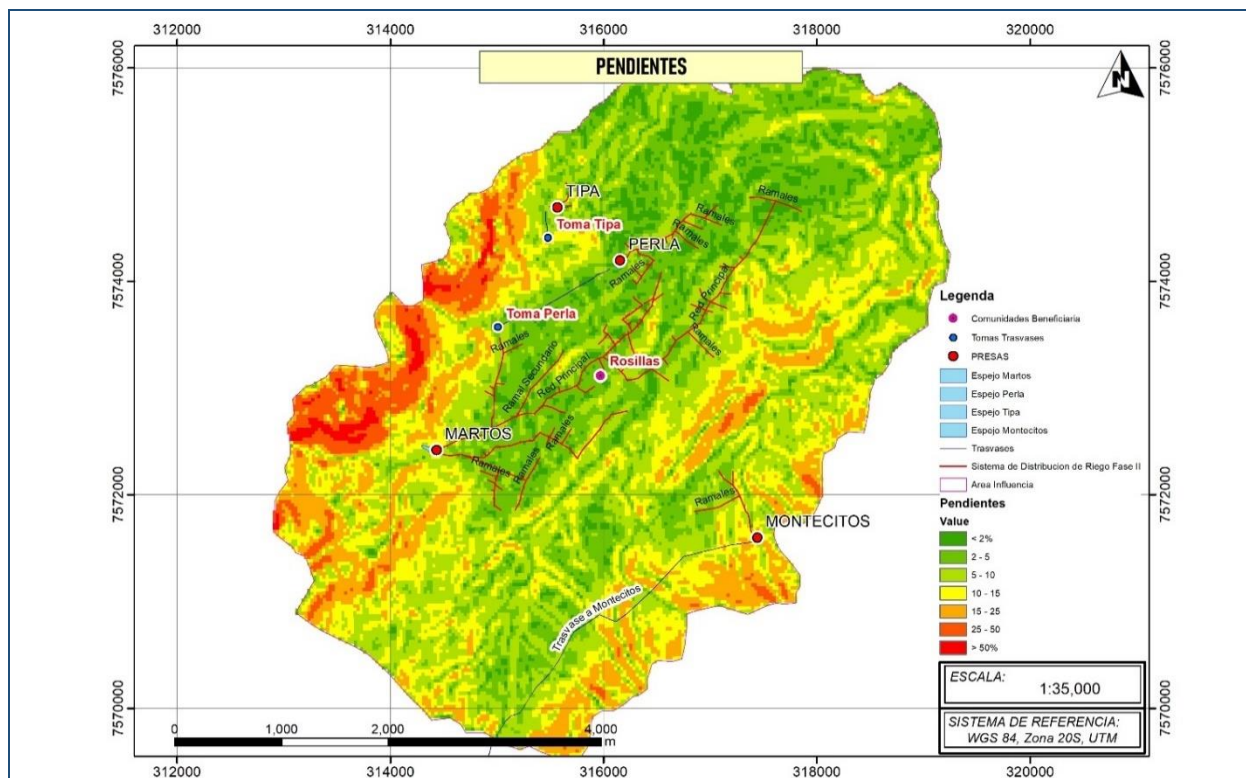 312000 314000 316000 318000 320000
7576000
7576000
PENDIENTES
N
TIPA
Toma Tipa
Ramales
Ramales
Ramales
PERLA
Ramales
7574000
7574000
Red Principal
Toma Perla
Ramales
Ramales
Ramal Secundario
Red Principal
Rosillas
MARTOS
Ramales
Ramales
Ramales
7572000
7572000
Ramales
MONTECITOS
Trasvase a Montecitos
Legenda
Comunidades Beneficiaria
Tomas Trasvases
PRESAS
Espejo Martos
Espejo Perla
Espejo Tipa
Espejo Montecitos
Trasvases
Sistema de Distribucion de Riego Fase II
Area Influencia
Pendientes
Value
< 2%
2 - 5
5 - 10
10 - 15
15 - 25
25 - 50
> 50%
ESCALA:
1:35,000
SISTEMA DE REFERENCIA:
WGS 84, Zona 20S, UTM
7570000
7570000
0 1,000 2,000 4,000
m
312000 314000 316000 318000 320000